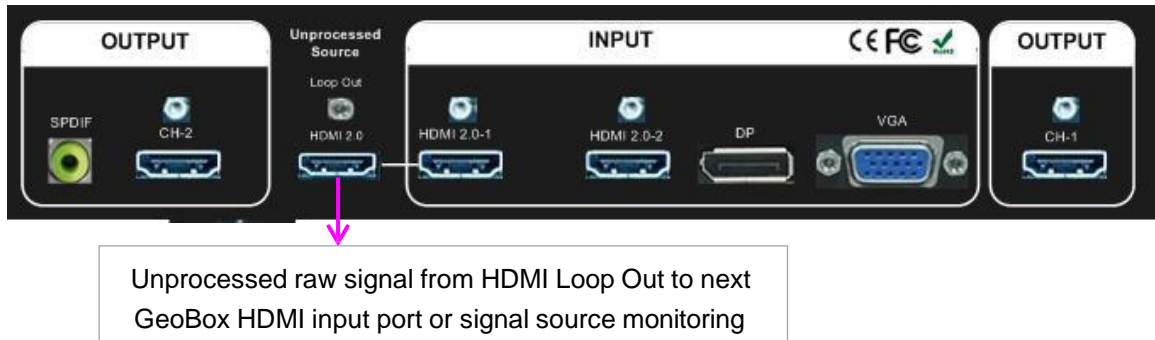 OUTPUT
SPDIF
CH-2
Unprocessed
Source
Loop Out
HDMI 2.0
INPUT
CE FC RoHS
HDMI 2.0-1
HDMI 2.0-2
DP
VGA
OUTPUT
CH-1
Unprocessed raw signal from HDMI Loop Out to next
GeoBox HDMI input port or signal source monitoring